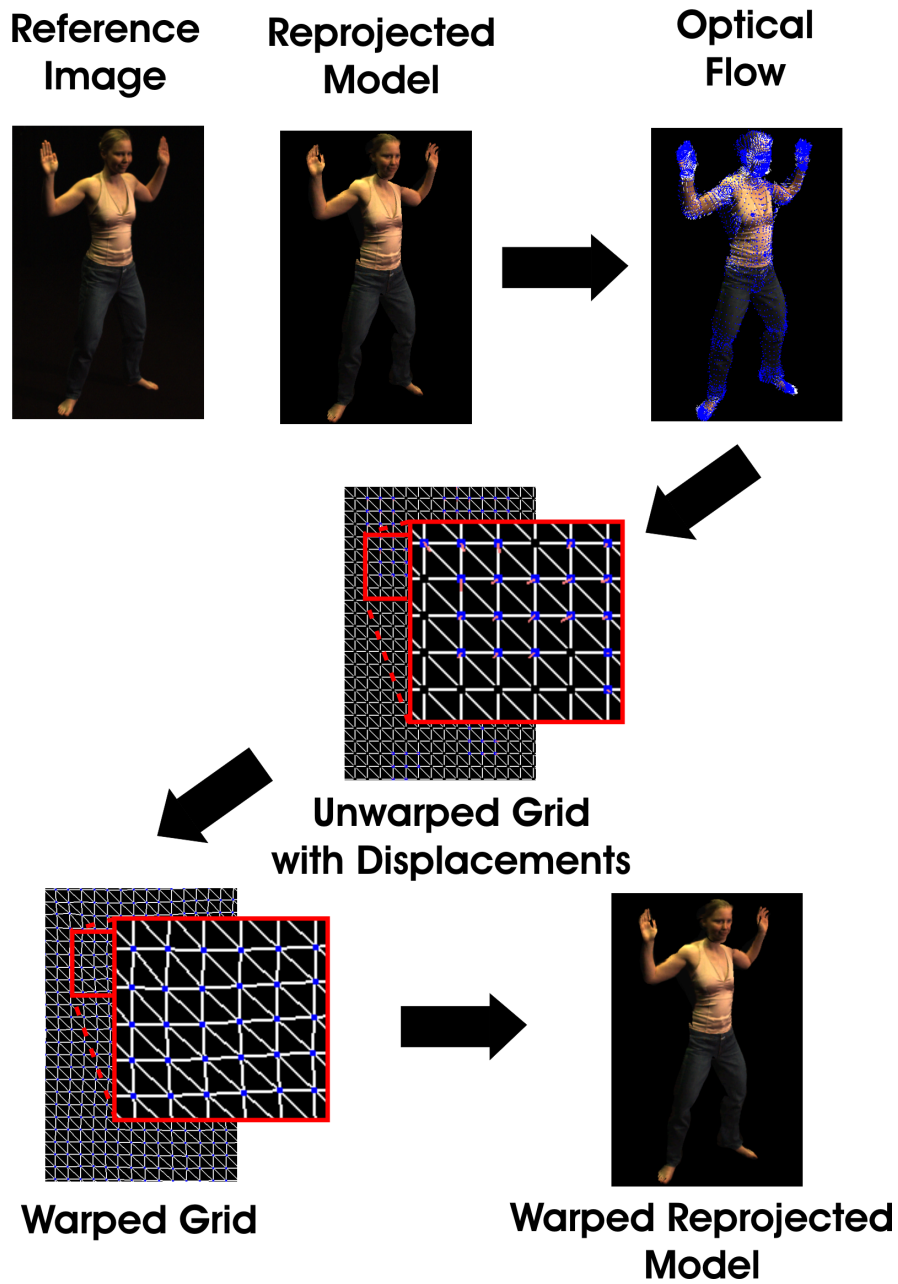 Reference
Image
Reprojected
Model
Optical
Flow
Unwarped Grid
with Displacements
Warped Grid
Warped Reprojected
Model